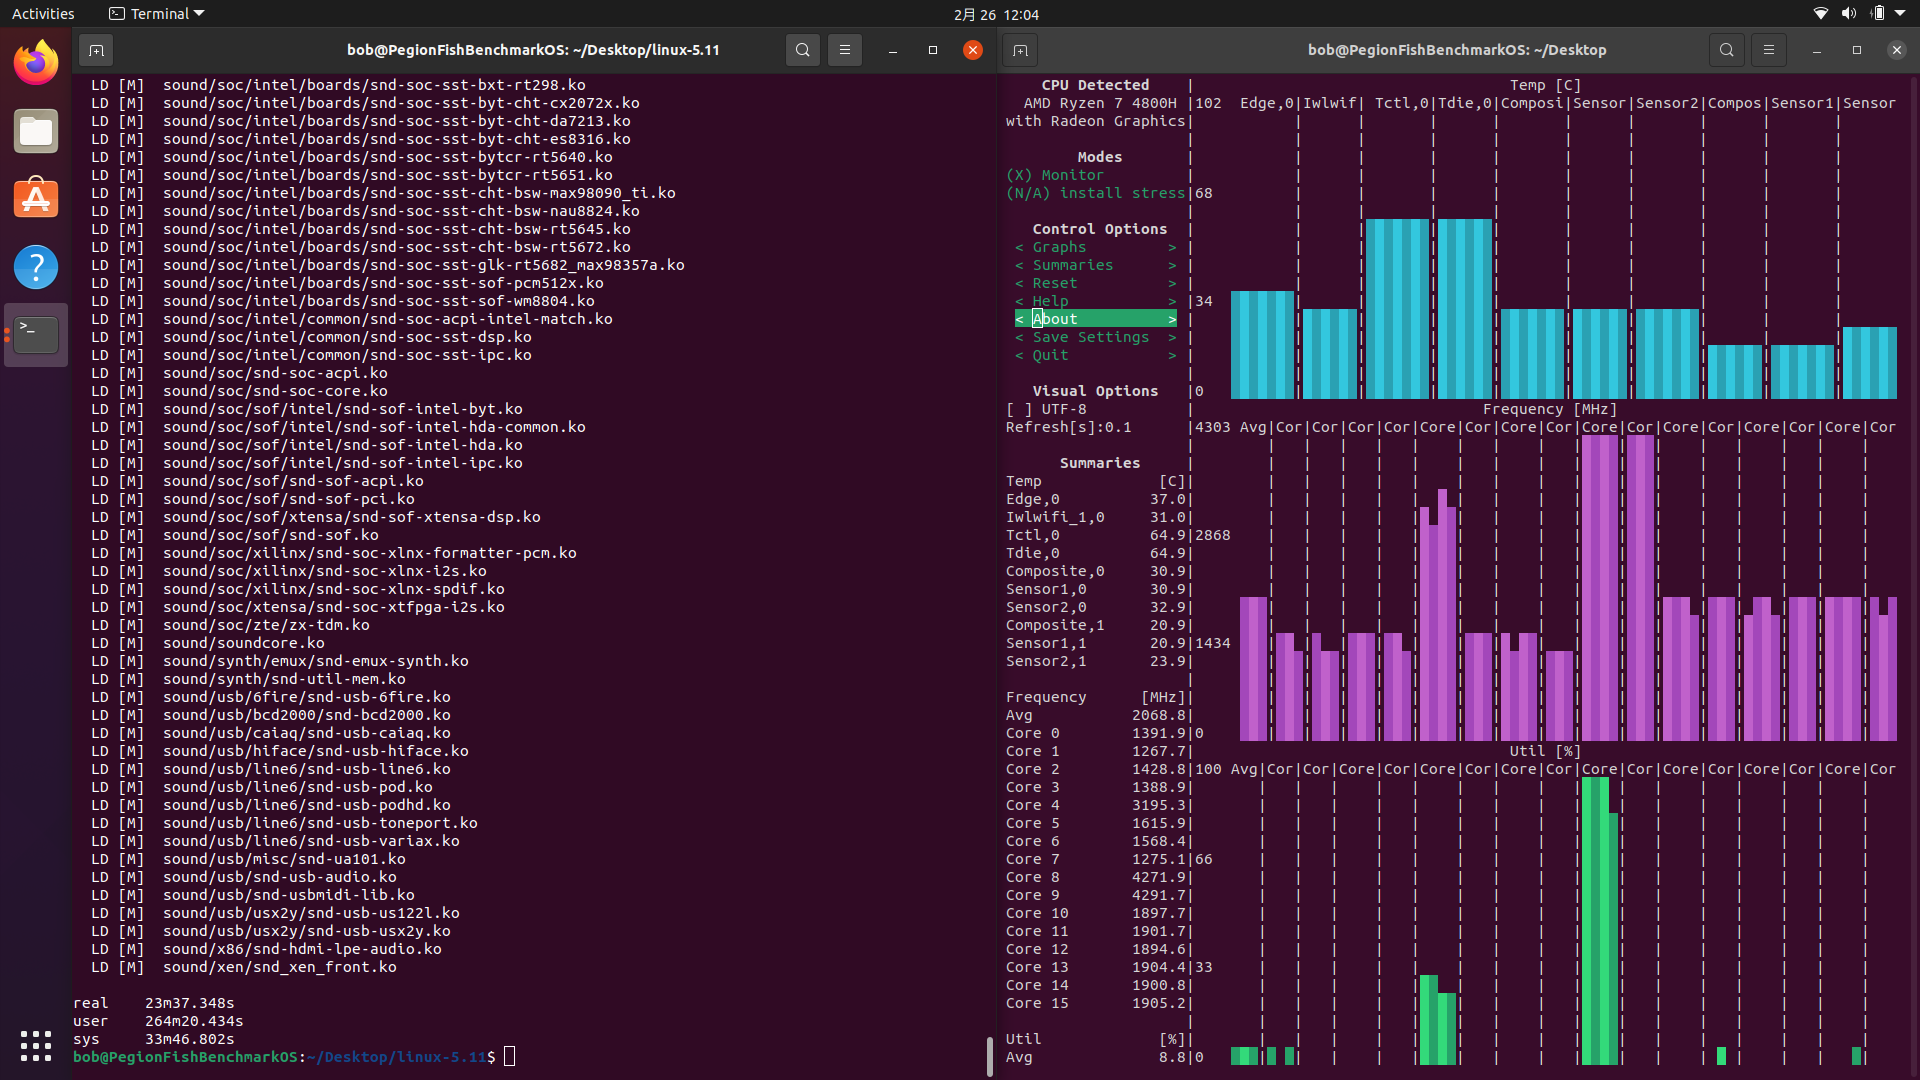 Activities
Terminal
2月 26 12:04
bob@PegionFishBenchmarkOS: ~/Desktop/linux-5.11
LD [M] sound/soc/intel/boards/snd-soc-sst-bxt-rt298.ko
LD [M] sound/soc/intel/boards/snd-soc-sst-byt-cht-cx2072x.ko
LD [M] sound/soc/intel/boards/snd-soc-sst-byt-cht-da7213.ko
LD [M] sound/soc/intel/boards/snd-soc-sst-byt-cht-es8316.ko
LD [M] sound/soc/intel/boards/snd-soc-sst-bytcr-rt5640.ko
LD [M] sound/soc/intel/boards/snd-soc-sst-bytcr-rt5651.ko
LD [M] sound/soc/intel/boards/snd-soc-sst-cht-bsw-max98090_ti.ko
LD [M] sound/soc/intel/boards/snd-soc-sst-cht-bsw-nau8824.ko
LD [M] sound/soc/intel/boards/snd-soc-sst-cht-bsw-rt5645.ko
LD [M] sound/soc/intel/boards/snd-soc-sst-cht-bsw-rt5672.ko
LD [M] sound/soc/intel/boards/snd-soc-sst-glk-rt5682_max98357a.ko
LD [M] sound/soc/intel/boards/snd-soc-sst-sof-pcm512x.ko
LD [M] sound/soc/intel/boards/snd-soc-sst-sof-wm8804.ko
LD [M] sound/soc/intel/common/snd-soc-acpi-intel-match.ko
LD [M] sound/soc/intel/common/snd-soc-sst-dsp.ko
LD [M] sound/soc/intel/common/snd-soc-sst-ipc.ko
LD [M] sound/soc/snd-soc-acpi.ko
LD [M] sound/soc/snd-soc-core.ko
LD [M] sound/soc/sof/intel/snd-sof-intel-byt.ko
LD [M] sound/soc/sof/intel/snd-sof-intel-hda-common.ko
LD [M] sound/soc/sof/intel/snd-sof-intel-hda.ko
LD [M] sound/soc/sof/intel/snd-sof-intel-ipc.ko
LD [M] sound/soc/sof/snd-sof-acpi.ko
LD [M] sound/soc/sof/snd-sof-pci.ko
LD [M] sound/soc/sof/xtensa/snd-sof-xtensa-dsp.ko
LD [M] sound/soc/sof/snd-sof.ko
LD [M] sound/soc/xilinx/snd-soc-xlnx-formatter-pcm.ko
LD [M] sound/soc/xilinx/snd-soc-xlnx-i2s.ko
LD [M] sound/soc/xilinx/snd-soc-xlnx-spdif.ko
LD [M] sound/soc/xtensa/snd-soc-xtfpga-i2s.ko
LD [M] sound/soc/zte/zx-tdm.ko
LD [M] sound/soundcore.ko
LD [M] sound/synth/emux/snd-emux-synth.ko
LD [M] sound/synth/snd-util-mem.ko
LD [M] sound/usb/6fire/snd-usb-6fire.ko
LD [M] sound/usb/bcd2000/snd-bcd2000.ko
LD [M] sound/usb/caiaq/snd-usb-caiaq.ko
LD [M] sound/usb/hiface/snd-usb-hiface.ko
LD [M] sound/usb/line6/snd-usb-line6.ko
LD [M] sound/usb/line6/snd-usb-pod.ko
LD [M] sound/usb/line6/snd-usb-podhd.ko
LD [M] sound/usb/line6/snd-usb-toneport.ko
LD [M] sound/usb/line6/snd-usb-variax.ko
LD [M] sound/usb/misc/snd-ua101.ko
LD [M] sound/usb/snd-usb-audio.ko
LD [M] sound/usb/snd-usbmidi-lib.ko
LD [M] sound/usb/usx2y/snd-usb-us122l.ko
LD [M] sound/usb/usx2y/snd-usb-usx2y.ko
LD [M] sound/x86/snd-hdmi-lpe-audio.ko
LD [M] sound/xen/snd_xen_front.ko
real 23m37.348s
user 264m20.434s
sys 33m46.802s
bob@PegionFishBenchmarkOS:~/Desktop/linux-5.11$
bob@PegionFishBenchmarkOS: ~/Desktop
CPU Detected
AMD Ryzen 7 4800H
with Radeon Graphics
Modes
(X) Monitor
(N/A) install stress
Control Options
< Graphs >
< Summaries >
< Reset >
< Help >
< About >
< Save Settings >
< Quit >
Visual Options
[ ] UTF-8
Refresh[s]:0.1
Summaries
Temp [C]
Edge,0 37.0
Iwlwifi_1,0 31.0
Tctl,0 64.9
Tdie,0 64.9
Composite,0 30.9
Sensor1,0 30.9
Sensor2,0 32.9
Composite,1 20.9
Sensor1,1 20.9
Sensor2,1 23.9
Frequency [MHz]
Avg 2068.8
Core 0 1391.9
Core 1 1267.7
Core 2 1428.8
Core 3 1388.9
Core 4 3195.3
Core 5 1615.9
Core 6 1568.4
Core 7 1275.1
Core 8 4271.9
Core 9 4291.7
Core 10 1897.7
Core 11 1901.7
Core 12 1894.6
Core 13 1904.4
Core 14 1900.8
Core 15 1905.2
Util [%]
Avg 8.8
Temp [C]
102 Edge,0|Iwlwif| Tctl,0|Tdie,0|Composi|Sensor|Sensor2|Compos|Sensor1|Sensor
68
34
0
Frequency [MHz]
4303 Avg|Cor|Cor|Cor|Cor|Core|Cor|Core|Cor|Core|Cor|Core|Cor|Core|Cor|Core|Cor
2868
1434
0
Util [%]
100 Avg|Cor|Cor|Core|Cor|Core|Cor|Core|Cor|Core|Cor|Core|Cor|Core|Cor|Core|Cor
66
33
0